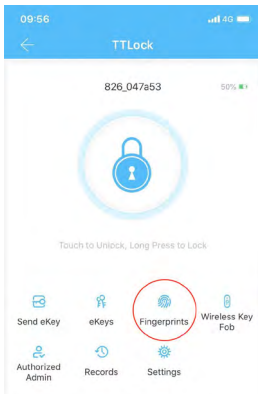 09:56 4G
TTLock
826_047a53 50%
Touch to Unlock, Long Press to Lock
Send eKey eKeys Fingerprints Wireless Key Fob
Authorized Admin Records Settings